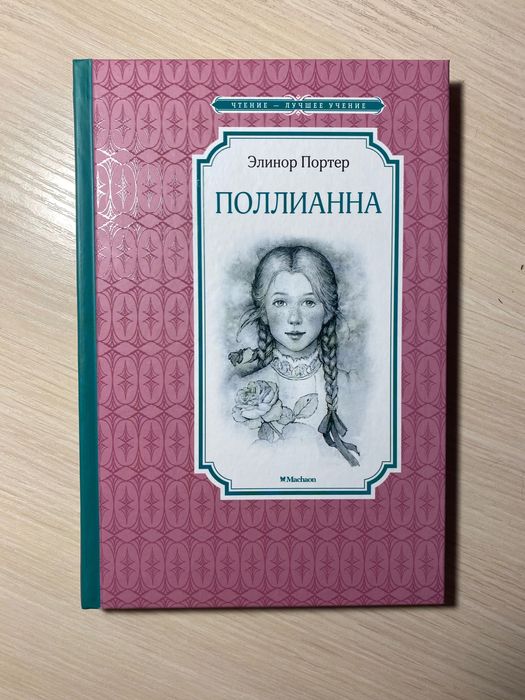 ЧТЕНИЕ — ЛУЧШЕЕ УЧЕНИЕ
Элинор Портер
ПОЛЛИАННА
Machaon